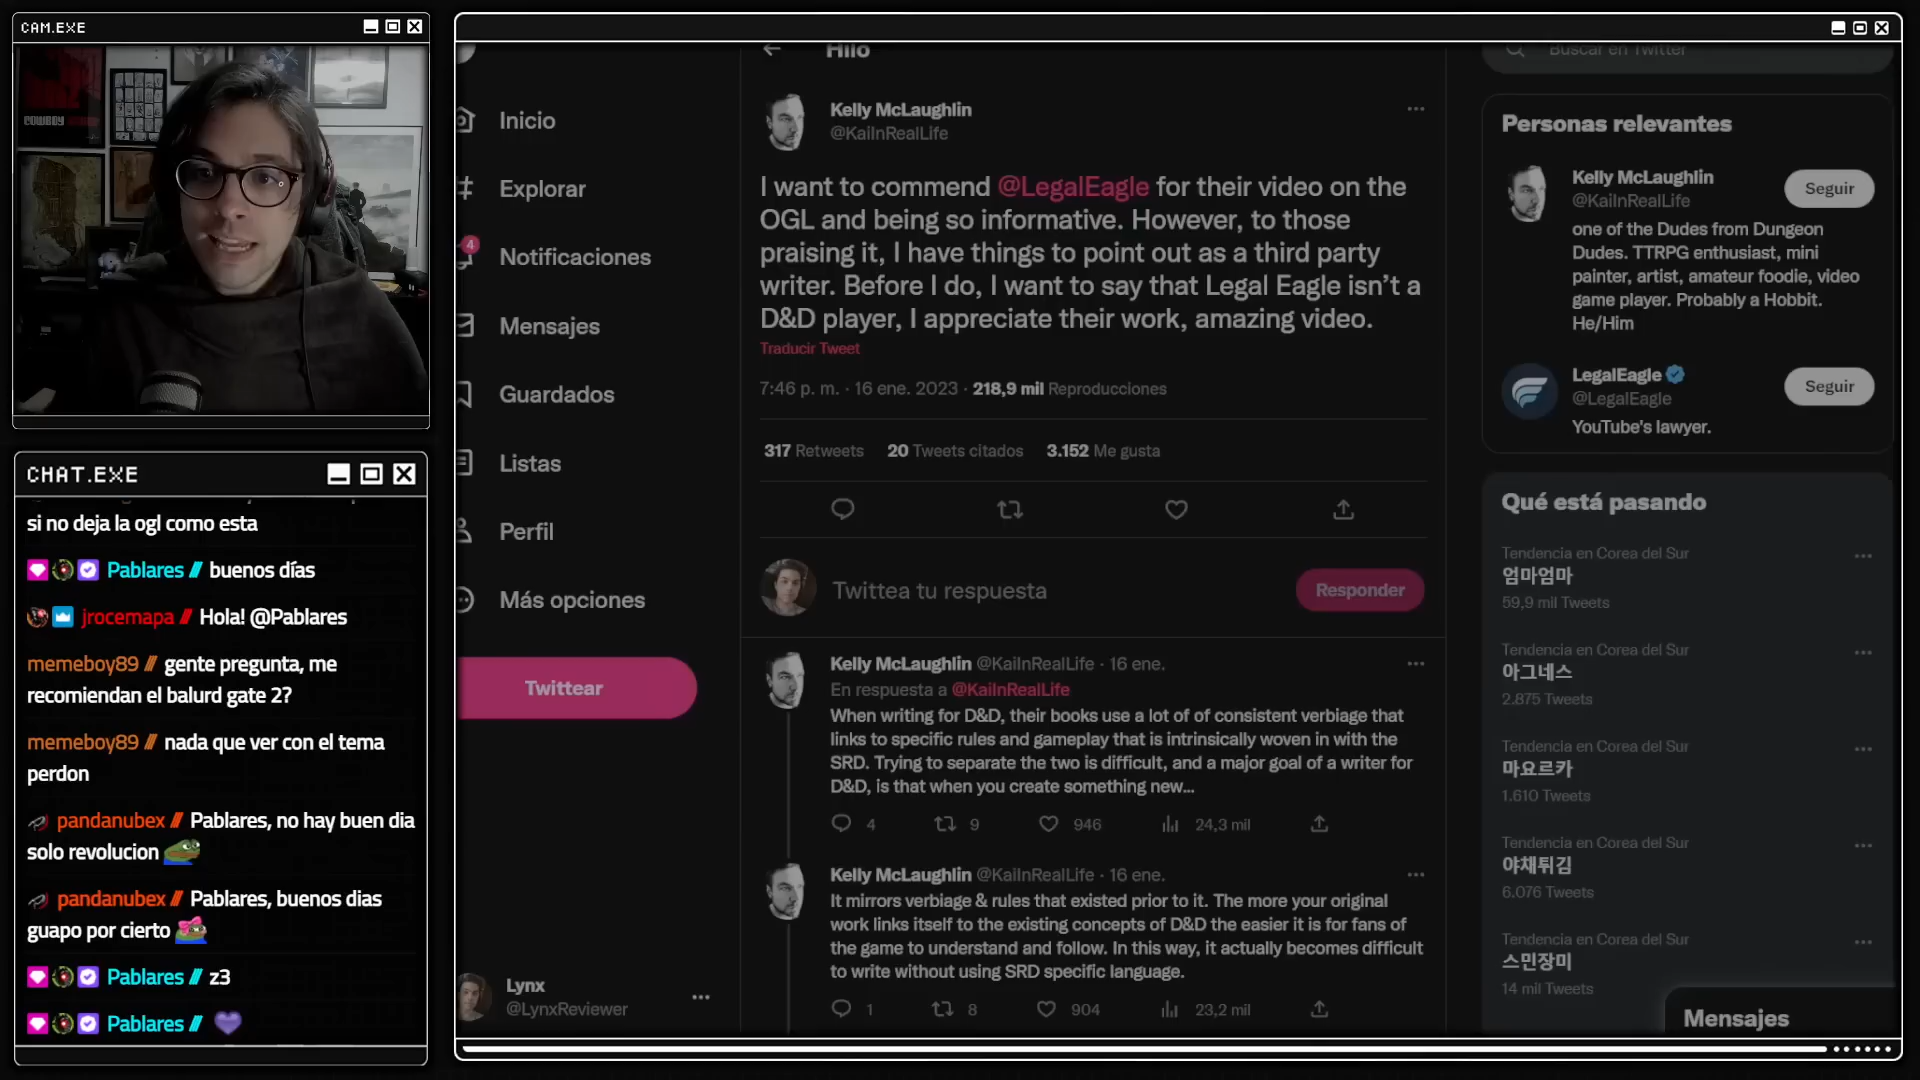 CAM.EXE
COWBOY
CHAT.EXE
si no deja la ogl como esta
Pablares // buenos días
jrocemapa // Hola! @Pablares
memeboy89 // gente pregunta, me
recomiendan el balurd gate 2?
memeboy89 // nada que ver con el tema
perdon
pandanubex // Pablares, no hay buen dia
solo revolucion
pandanubex // Pablares, buenos dias
guapo por cierto
Pablares // z3
Pablares //
Inicio
Explorar
4
Notificaciones
Mensajes
Guardados
Listas
Perfil
Más opciones
Twittear
Lynx
@LynxReviewer
Hilo
Kelly McLaughlin
@KaiInRealLife
I want to commend @LegalEagle for their video on the
OGL and being so informative. However, to those
praising it, I have things to point out as a third party
writer. Before I do, I want to say that Legal Eagle isn’t a
D&D player, I appreciate their work, amazing video.
Traducir Tweet
7:46 p. m. · 16 ene. 2023 · 218,9 mil Reproducciones
317 Retweets 20 Tweets citados 3.152 Me gusta
Twittea tu respuesta
Responder
Kelly McLaughlin @KaiInRealLife · 16 ene.
En respuesta a @KaiInRealLife
When writing for D&D, their books use a lot of of consistent verbiage that
links to specific rules and gameplay that is intrinsically woven in with the
SRD. Trying to separate the two is difficult, and a major goal of a writer for
D&D, is that when you create something new...
4 9 946 24,3 mil
Kelly McLaughlin @KaiInRealLife · 16 ene.
It mirrors verbiage & rules that existed prior to it. The more your original
work links itself to the existing concepts of D&D the easier it is for fans of
the game to understand and follow. In this way, it actually becomes difficult
to write without using SRD specific language.
1 8 904 23,2 mil
Buscar en Twitter
Personas relevantes
Kelly McLaughlin
@KaiInRealLife
Seguir
one of the Dudes from Dungeon
Dudes. TTRPG enthusiast, mini
painter, artist, amateur foodie, video
game player. Probably a Hobbit.
He/Him
LegalEagle
@LegalEagle
Seguir
YouTube's lawyer.
Qué está pasando
Tendencia en Corea del Sur
엄마엄마
59,9 mil Tweets
Tendencia en Corea del Sur
아그네스
2.875 Tweets
Tendencia en Corea del Sur
마요르카
1.610 Tweets
Tendencia en Corea del Sur
야채튀김
6.076 Tweets
Tendencia en Corea del Sur
스민장미
14 mil Tweets
Mensajes